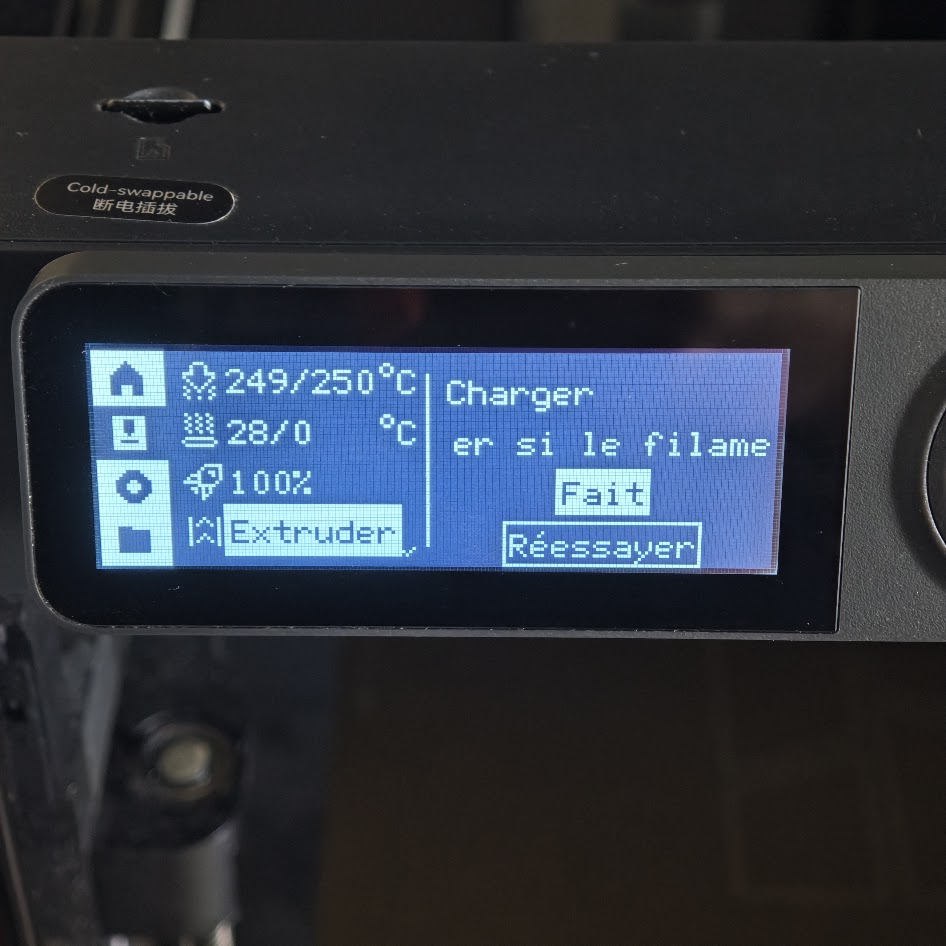 Cold-swappable
断电插拔
249/250°C
28/0 °C
100%
Extruder
Charger
er si le filame
Fait
Réessayer